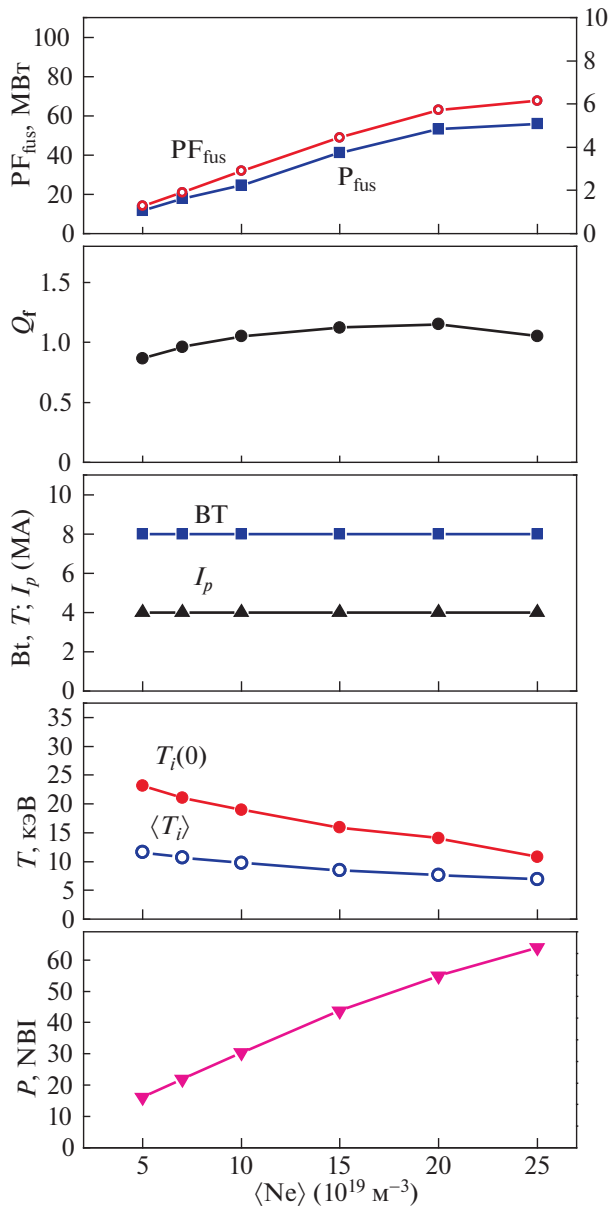 PF_fus, МВт
100
80
60
40
20
0
10
8
6
4
2
0
PF_fus
P_fus
Q_f
1.5
1.0
0.5
0
Bt, T; I_p (MA)
10
8
6
4
2
0
BT
I_p
T, кэВ
35
30
25
20
15
10
5
0
T_i(0)
⟨T_i⟩
P, NBI
60
50
40
30
20
10
0
5 10 15 20 25
⟨Ne⟩ (10¹⁹ м⁻³)